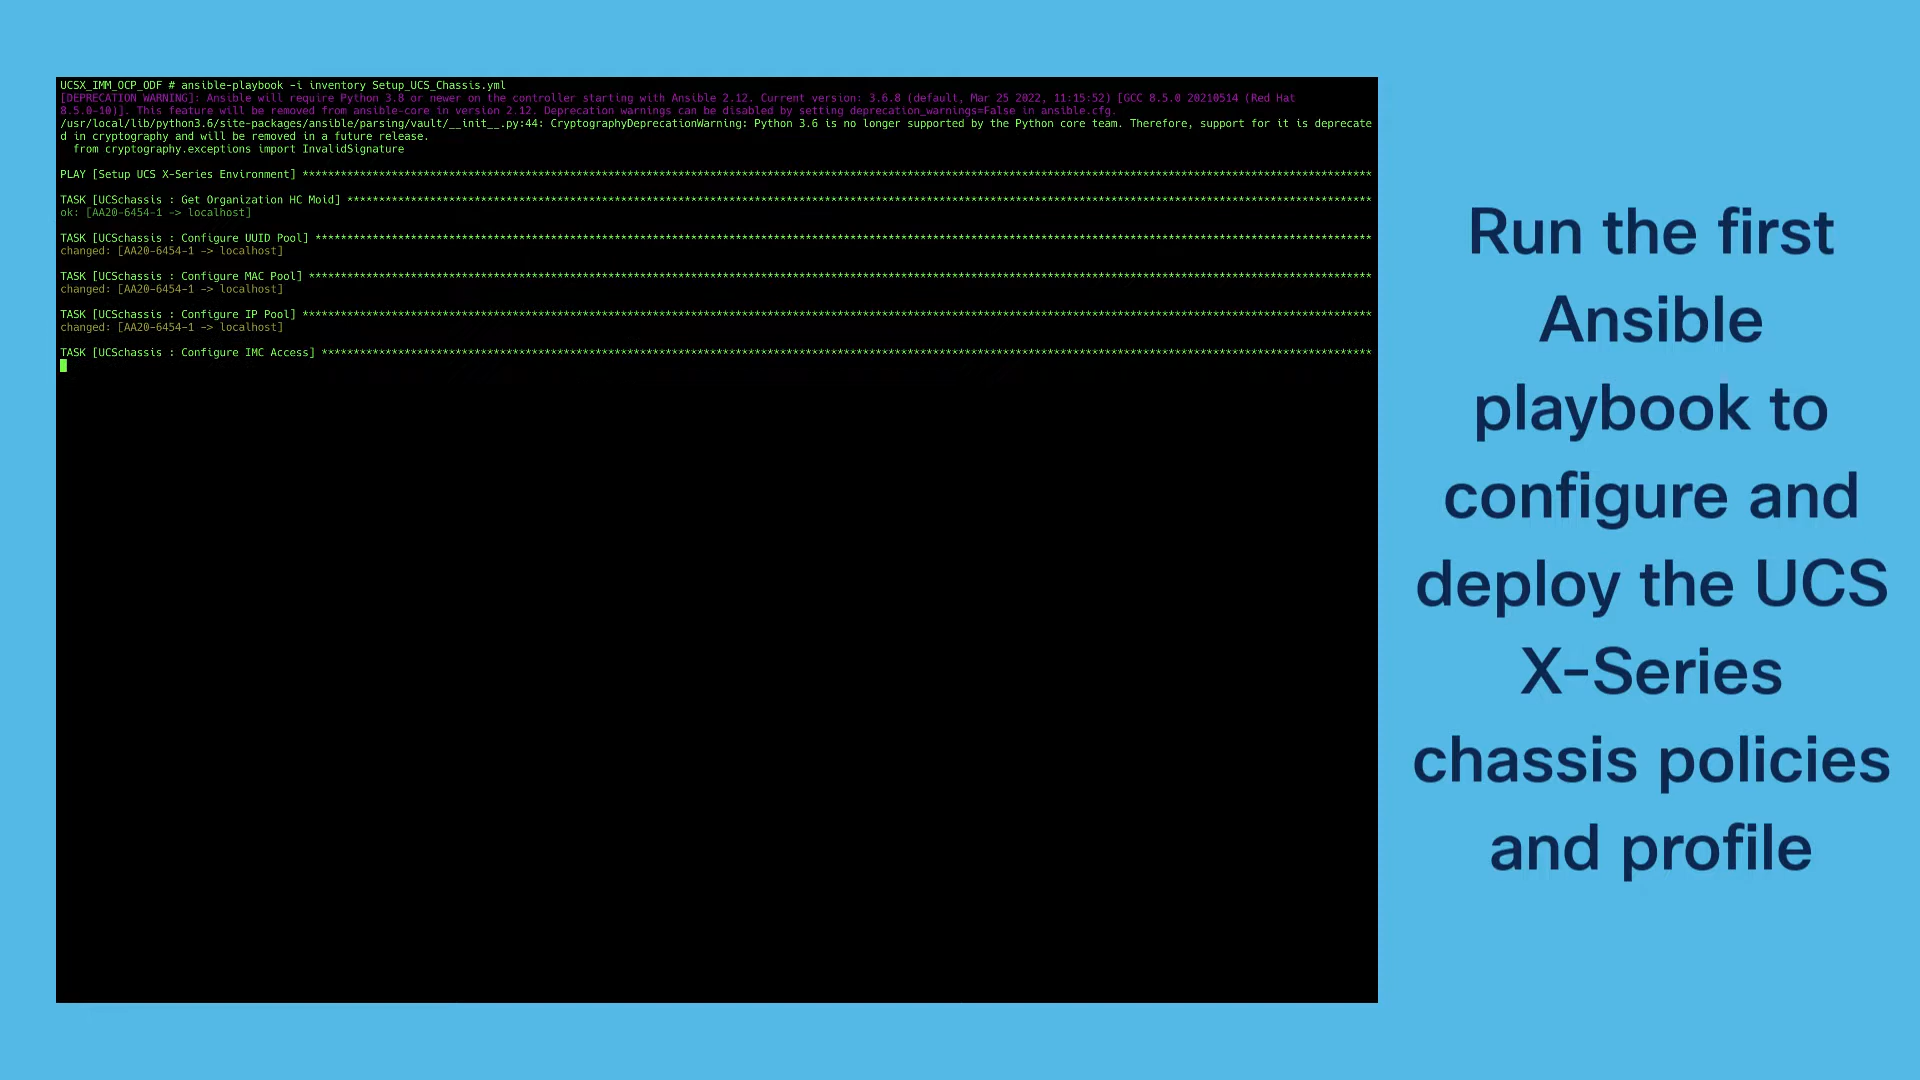 UCSX_IMM_OCP_ODF # ansible-playbook -i inventory Setup_UCS_Chassis.yml
[DEPRECATION WARNING]: Ansible will require Python 3.8 or newer on the controller starting with Ansible 2.12. Current version: 3.6.8 (default, Mar 25 2022, 11:15:52) [GCC 8.5.0 20210514 (Red Hat
8.5.0-10)]. This feature will be removed from ansible-core in version 2.12. Deprecation warnings can be disabled by setting deprecation_warnings=False in ansible.cfg.
/usr/local/lib/python3.6/site-packages/ansible/parsing/vault/__init__.py:44: CryptographyDeprecationWarning: Python 3.6 is no longer supported by the Python core team. Therefore, support for it is deprecate
d in cryptography and will be removed in a future release.
  from cryptography.exceptions import InvalidSignature
PLAY [Setup UCS X-Series Environment] ************************************************************************************************************************************************************************
TASK [UCSchassis : Get Organization HC Moid] *****************************************************************************************************************************************************************
ok: [AA20-6454-1 -> localhost]
TASK [UCSchassis : Configure UUID Pool] **********************************************************************************************************************************************************************
changed: [AA20-6454-1 -> localhost]
TASK [UCSchassis : Configure MAC Pool] ***********************************************************************************************************************************************************************
changed: [AA20-6454-1 -> localhost]
TASK [UCSchassis : Configure IP Pool] ************************************************************************************************************************************************************************
changed: [AA20-6454-1 -> localhost]
TASK [UCSchassis : Configure IMC Access] *********************************************************************************************************************************************************************
Run the first
Ansible
playbook to
configure and
deploy the UCS
X-Series
chassis policies
and profile